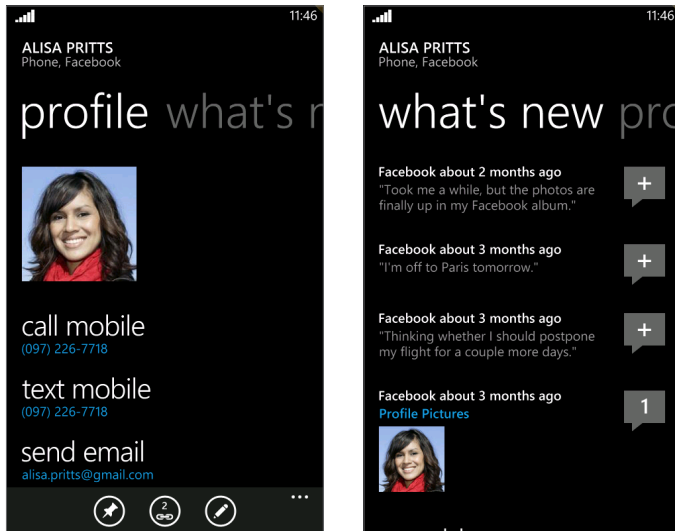 11:46
ALISA PRITTS
Phone, Facebook
profile what's
call mobile
(097) 226-7718
text mobile
(097) 226-7718
send email
alisa.pritts@gmail.com
2
...
11:46
ALISA PRITTS
Phone, Facebook
what's new
Facebook about 2 months ago
"Took me a while, but the photos are
finally up in my Facebook album."
+
Facebook about 3 months ago
"I'm off to Paris tomorrow."
+
Facebook about 3 months ago
"Thinking whether I should postpone
my flight for a couple more days."
+
Facebook about 3 months ago
Profile Pictures
1